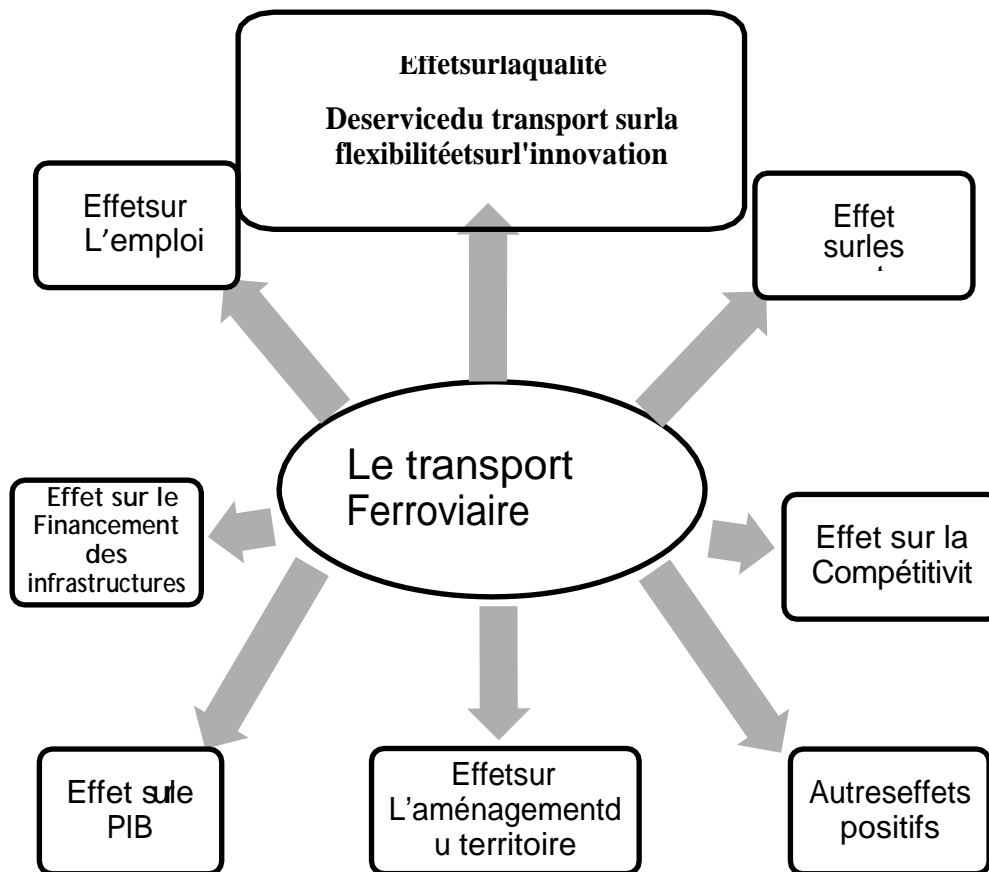 Effetsurlaqualité
Deservicedu transport surla
flexibilitéetsurl'innovation
Effetsur
L'emploi
Effet
surles
Le transport
Ferroviaire
Effet sur le
Financement
des
infrastructures
Effet sur la
Compétitivit
Effet surle
PIB
Effetsur
L'aménagementd
u territoire
Autreseffets
positifs